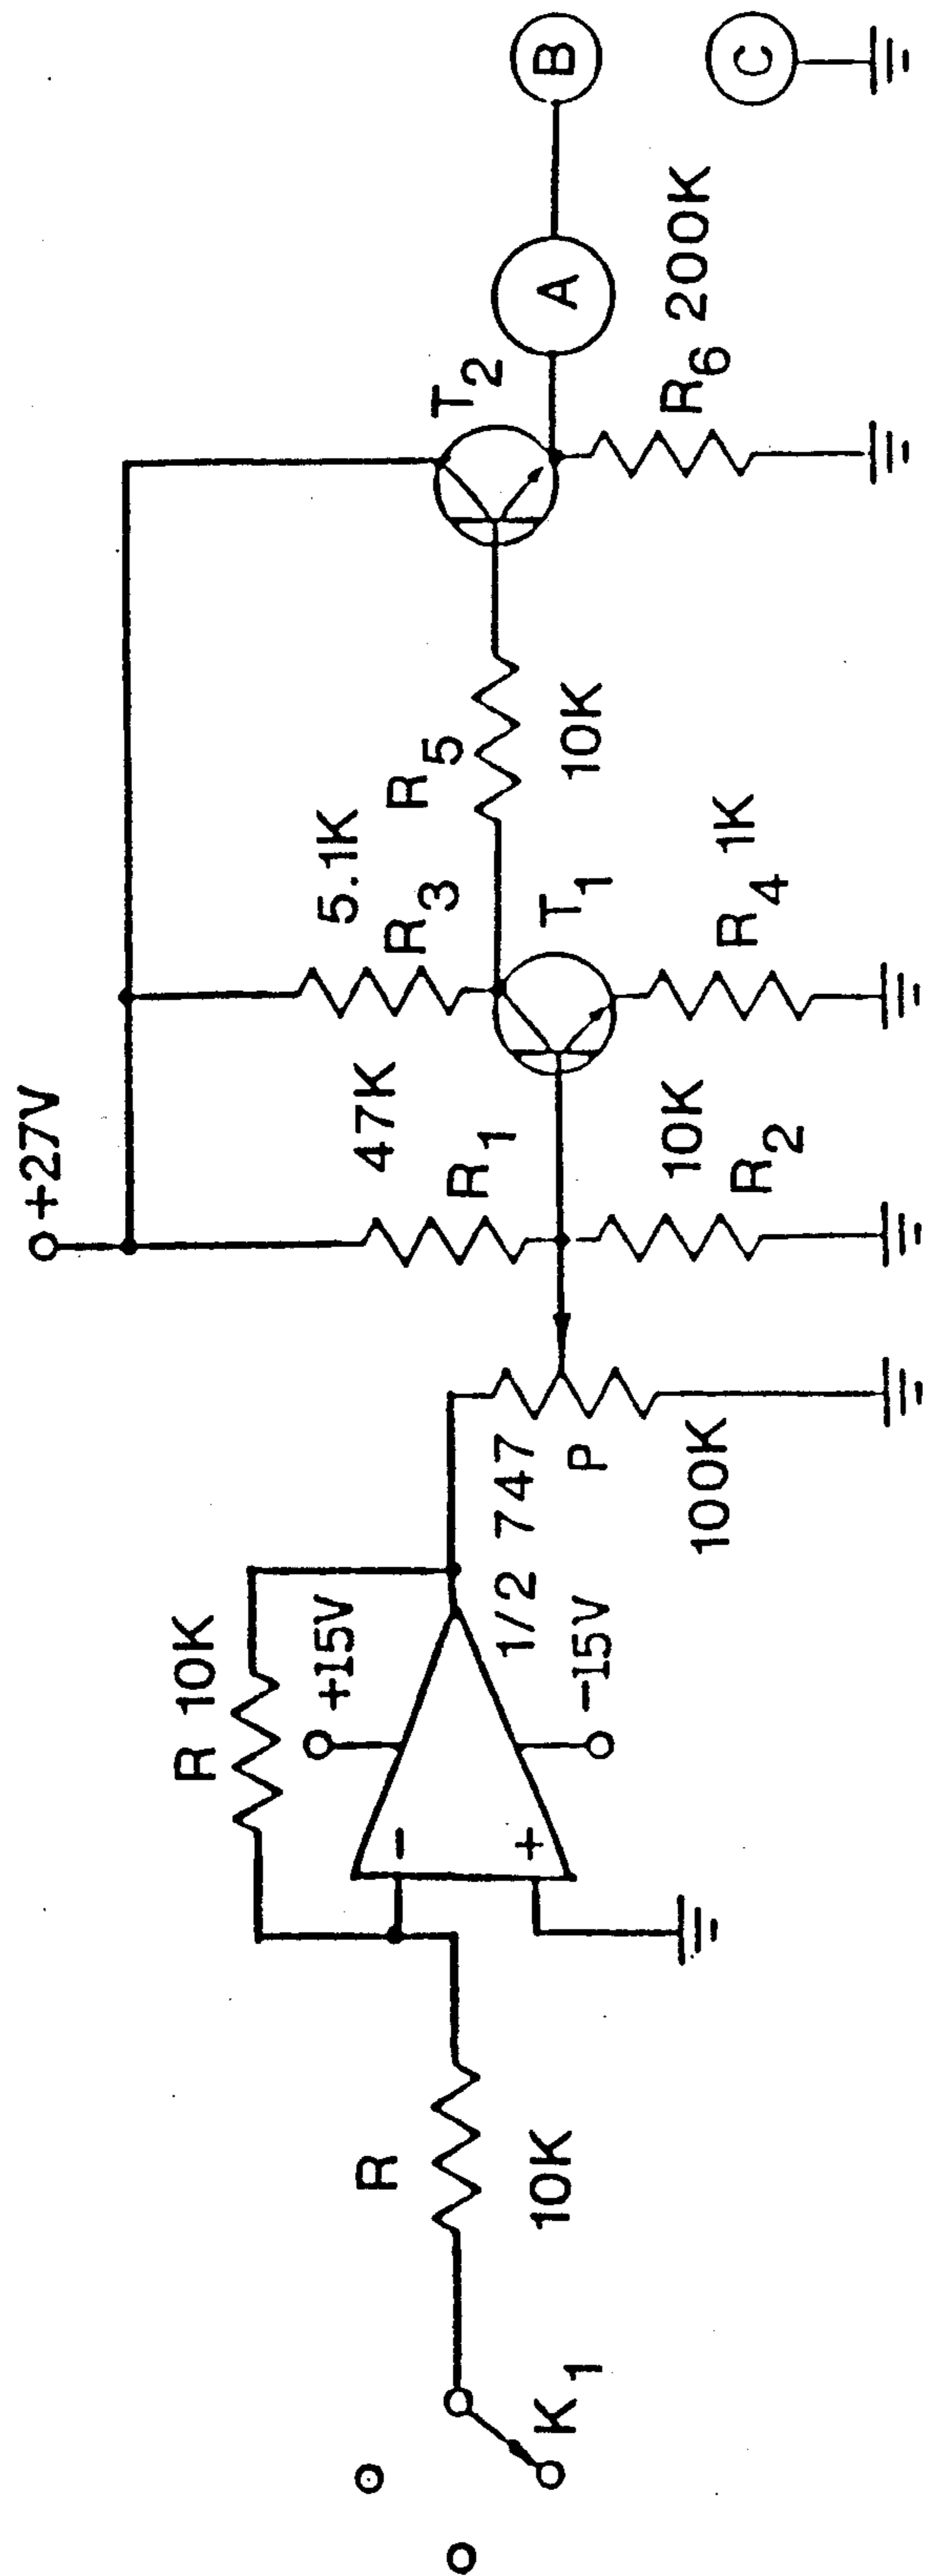 K1
R
10K
R 10K
+15V
-
+
-15V
1/2 747
P
100K
+27V
47K
R1
10K
R2
5.1K
R3
T1
R4 1K
R5
10K
T2
R6 200K
A
B
C